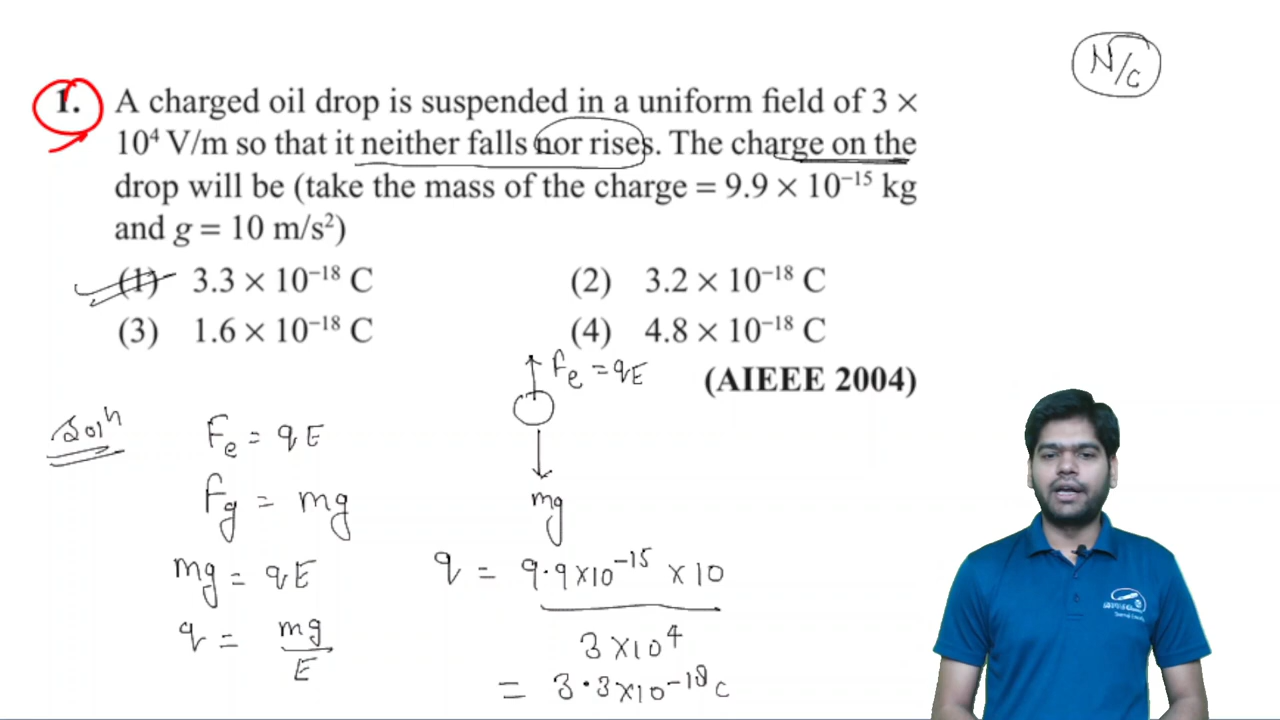 N/C
1. A charged oil drop is suspended in a uniform field of 3 ×
10⁴ V/m so that it neither falls nor rises. The charge on the
drop will be (take the mass of the charge = 9.9 × 10⁻¹⁵ kg
and g = 10 m/s²)
(1) 3.3 × 10⁻¹⁸ C (2) 3.2 × 10⁻¹⁸ C
(3) 1.6 × 10⁻¹⁸ C (4) 4.8 × 10⁻¹⁸ C
(AIEEE 2004)
Fe = qE
mg
Solⁿ
Fe = qE
Fg = mg
mg = qE
q = mg/E
q = 9.9×10⁻¹⁵ × 10
3×10⁴
= 3.3×10⁻¹⁸ C